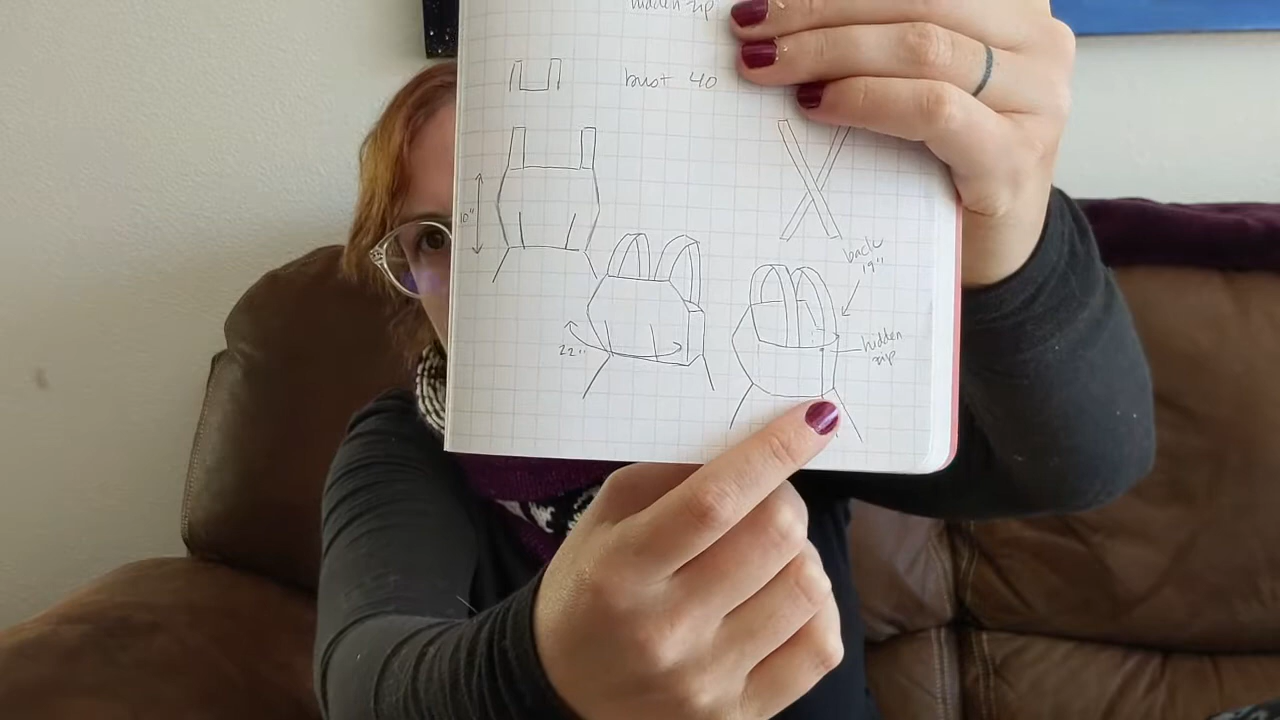 hidden zip
bust 40
10"
back
19"
22"
hidden
zip